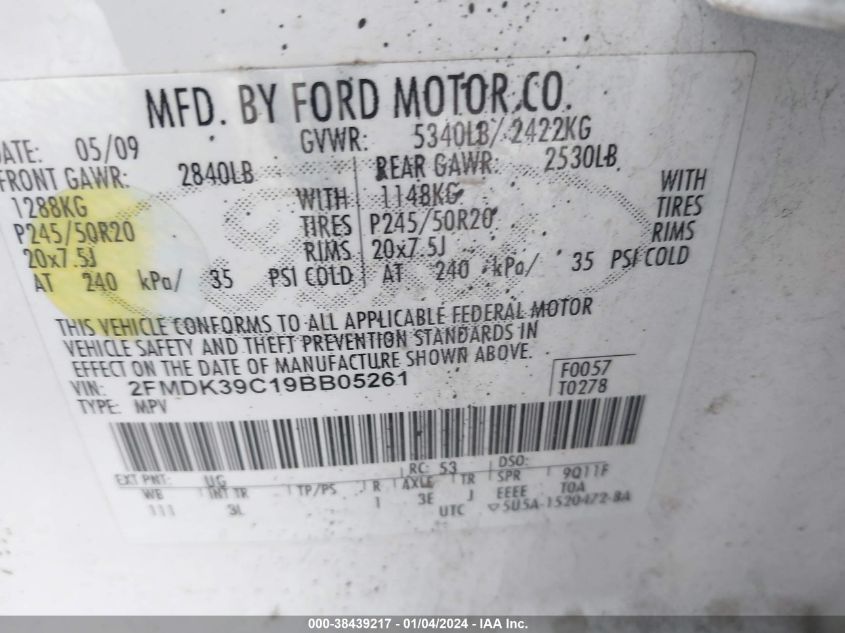 MFD. BY FORD MOTOR CO.
DATE: 05/09 GVWR: 5340LB/ 2422KG
FRONT GAWR: 2840LB REAR GAWR: 2530LB
1288KG WITH 1148KG WITH
P245/50R20 TIRES P245/50R20 TIRES
20x7.5J RIMS 20x7.5J RIMS
AT 240 kPa/ 35 PSI COLD AT 240 kPa/ 35 PSI COLD
THIS VEHICLE CONFORMS TO ALL APPLICABLE FEDERAL MOTOR
VEHICLE SAFETY AND THEFT PREVENTION STANDARDS IN
EFFECT ON THE DATE OF MANUFACTURE SHOWN ABOVE.
VIN: 2FMDK39C19BB05261 F0057
TYPE: MPV T0278
EXT PNT: UG RC: 53 DSO:
WB INT TR TP/PS R AXLE TR SPR 9Q11F
111 3L 1 3E J EEEE TOA
UTC 5U5A-1520472-BA
000-38439217 - 01/04/2024 - IAA Inc.